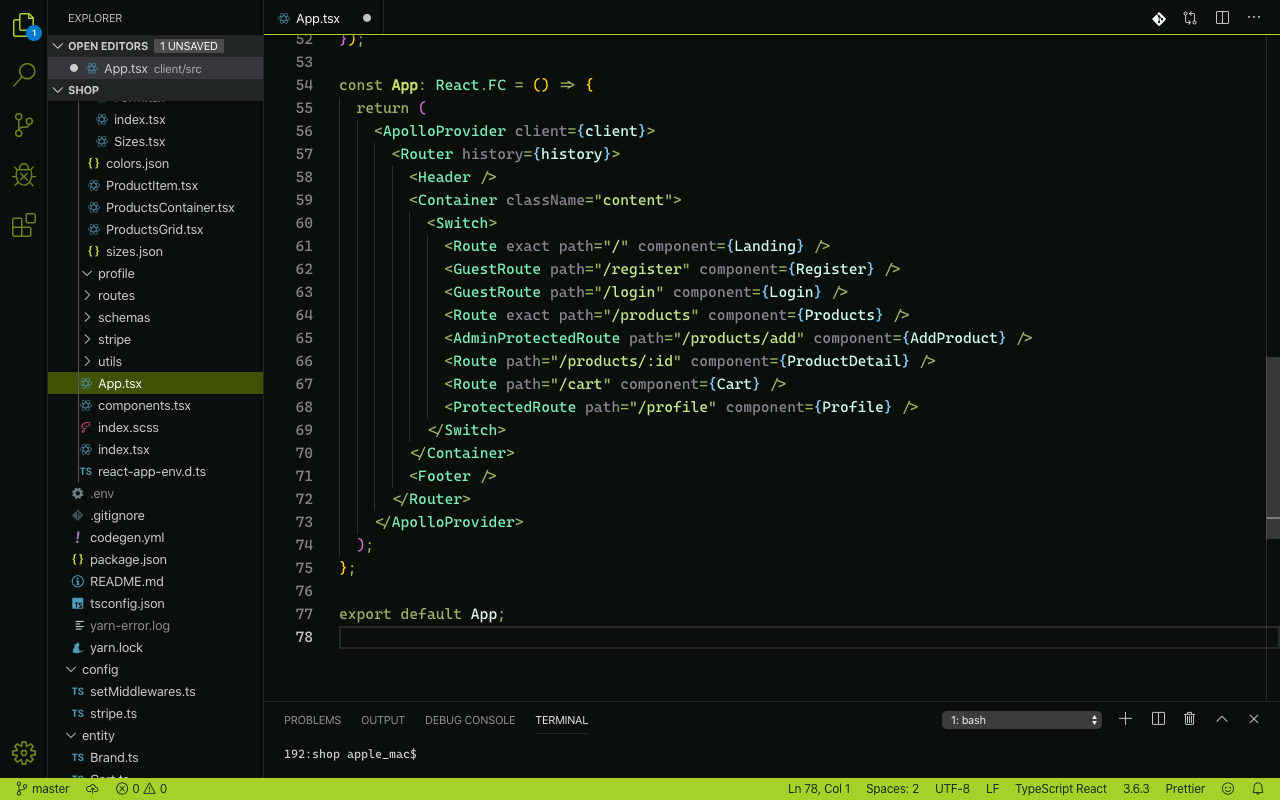 EXPLORER
App.tsx
1
OPEN EDITORS 1 UNSAVED
App.tsx client/src
SHOP
index.tsx
Sizes.tsx
colors.json
ProductItem.tsx
ProductsContainer.tsx
ProductsGrid.tsx
sizes.json
profile
routes
schemas
stripe
utils
App.tsx
components.tsx
index.scss
index.tsx
TS react-app-env.d.ts
.env
.gitignore
codegen.yml
package.json
README.md
tsconfig.json
yarn-error.log
yarn.lock
config
TS setMiddlewares.ts
TS stripe.ts
entity
TS Brand.ts
52 });
53
54 const App: React.FC = () => {
55 return (
56 <ApolloProvider client={client}>
57 <Router history={history}>
58 <Header />
59 <Container className="content">
60 <Switch>
61 <Route exact path="/" component={Landing} />
62 <GuestRoute path="/register" component={Register} />
63 <GuestRoute path="/login" component={Login} />
64 <Route exact path="/products" component={Products} />
65 <AdminProtectedRoute path="/products/add" component={AddProduct} />
66 <Route path="/products/:id" component={ProductDetail} />
67 <Route path="/cart" component={Cart} />
68 <ProtectedRoute path="/profile" component={Profile} />
69 </Switch>
70 </Container>
71 <Footer />
72 </Router>
73 </ApolloProvider>
74 );
75 };
76
77 export default App;
78
PROBLEMS OUTPUT DEBUG CONSOLE TERMINAL 1: bash
192:shop apple_mac$
master 0 0 Ln 78, Col 1 Spaces: 2 UTF-8 LF TypeScript React 3.6.3 Prettier